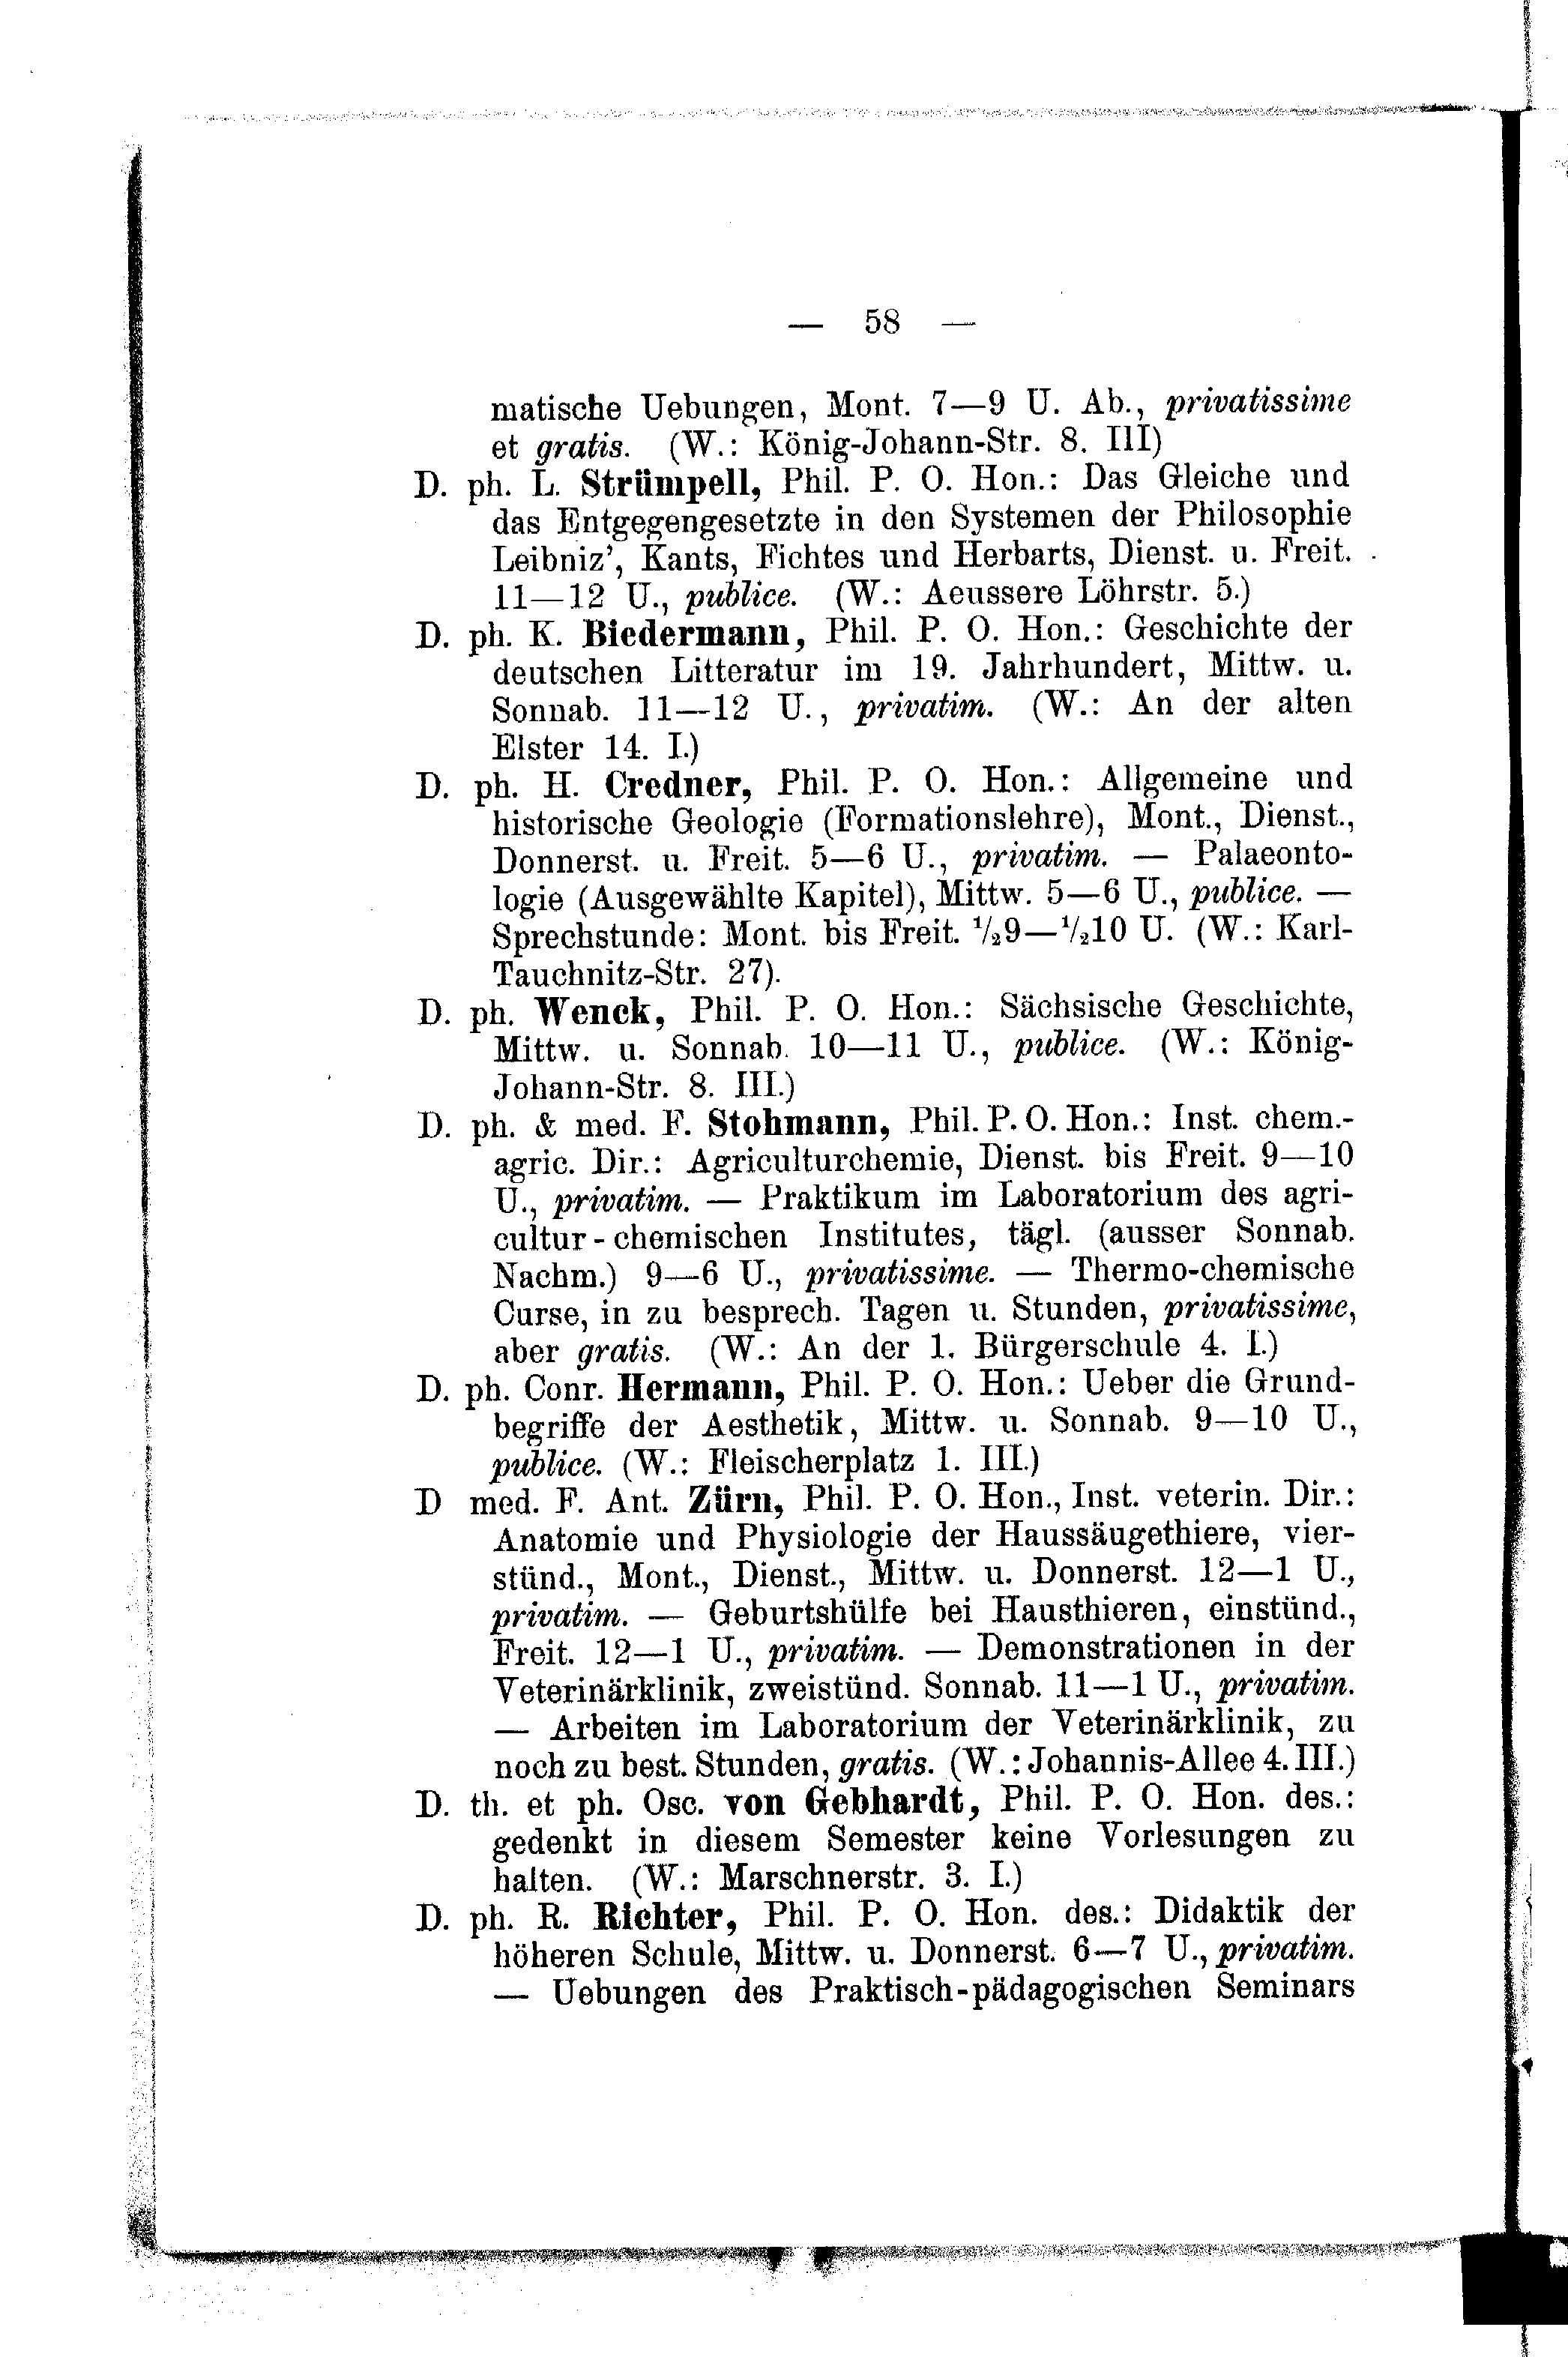 — 58 —
matische Uebungen, Mont. 7—9 U. Ab., privatissime
et gratis. (W.: König-Johann-Str. 8. III)
D. ph. L. Strümpell, Phil. P. O. Hon.: Das Gleiche und
das Entgegengesetzte in den Systemen der Philosophie
Leibniz', Kants, Fichtes und Herbarts, Dienst. u. Freit.
11—12 U., publice. (W.: Aeussere Löhrstr. 5.)
D. ph. K. Biedermann, Phil. P. O. Hon.: Geschichte der
deutschen Litteratur im 19. Jahrhundert, Mittw. u.
Sonnab. 11—12 U., privatim. (W.: An der alten
Elster 14. I.)
D. ph. H. Credner, Phil. P. O. Hon.: Allgemeine und
historische Geologie (Formationslehre), Mont., Dienst.,
Donnerst. u. Freit. 5—6 U., privatim. — Palaeonto-
logie (Ausgewählte Kapitel), Mittw. 5—6 U., publice. —
Sprechstunde: Mont. bis Freit. ½9—½10 U. (W.: Karl-
Tauchnitz-Str. 27).
D. ph. Wenck, Phil. P. O. Hon.: Sächsische Geschichte,
Mittw. u. Sonnab. 10—11 U., publice. (W.: König-
Johann-Str. 8. III.)
D. ph. & med. F. Stohmann, Phil. P. O. Hon.: Inst. chem.-
agric. Dir.: Agriculturchemie, Dienst. bis Freit. 9—10
U., privatim. — Praktikum im Laboratorium des agri-
cultur-chemischen Institutes, tägl. (ausser Sonnab.
Nachm.) 9—6 U., privatissime. — Thermo-chemische
Curse, in zu besprech. Tagen u. Stunden, privatissime,
aber gratis. (W.: An der 1. Bürgerschule 4. I.)
D. ph. Conr. Hermann, Phil. P. O. Hon.: Ueber die Grund-
begriffe der Aesthetik, Mittw. u. Sonnab. 9—10 U.,
publice. (W.: Fleischerplatz 1. III.)
D med. F. Ant. Zürn, Phil. P. O. Hon., Inst. veterin. Dir.:
Anatomie und Physiologie der Haussäugethiere, vier-
stünd., Mont., Dienst., Mittw. u. Donnerst. 12—1 U.,
privatim. — Geburtshülfe bei Hausthieren, einstünd.,
Freit. 12—1 U., privatim. — Demonstrationen in der
Veterinärklinik, zweistünd. Sonnab. 11—1 U., privatim.
— Arbeiten im Laboratorium der Veterinärklinik, zu
noch zu best. Stunden, gratis. (W.: Johannis-Allee 4. III.)
D. th. et ph. Osc. von Gebhardt, Phil. P. O. Hon. des.:
gedenkt in diesem Semester keine Vorlesungen zu
halten. (W.: Marschnerstr. 3. I.)
D. ph. R. Richter, Phil. P. O. Hon. des.: Didaktik der
höheren Schule, Mittw. u. Donnerst. 6—7 U., privatim.
— Uebungen des Praktisch-pädagogischen Seminars